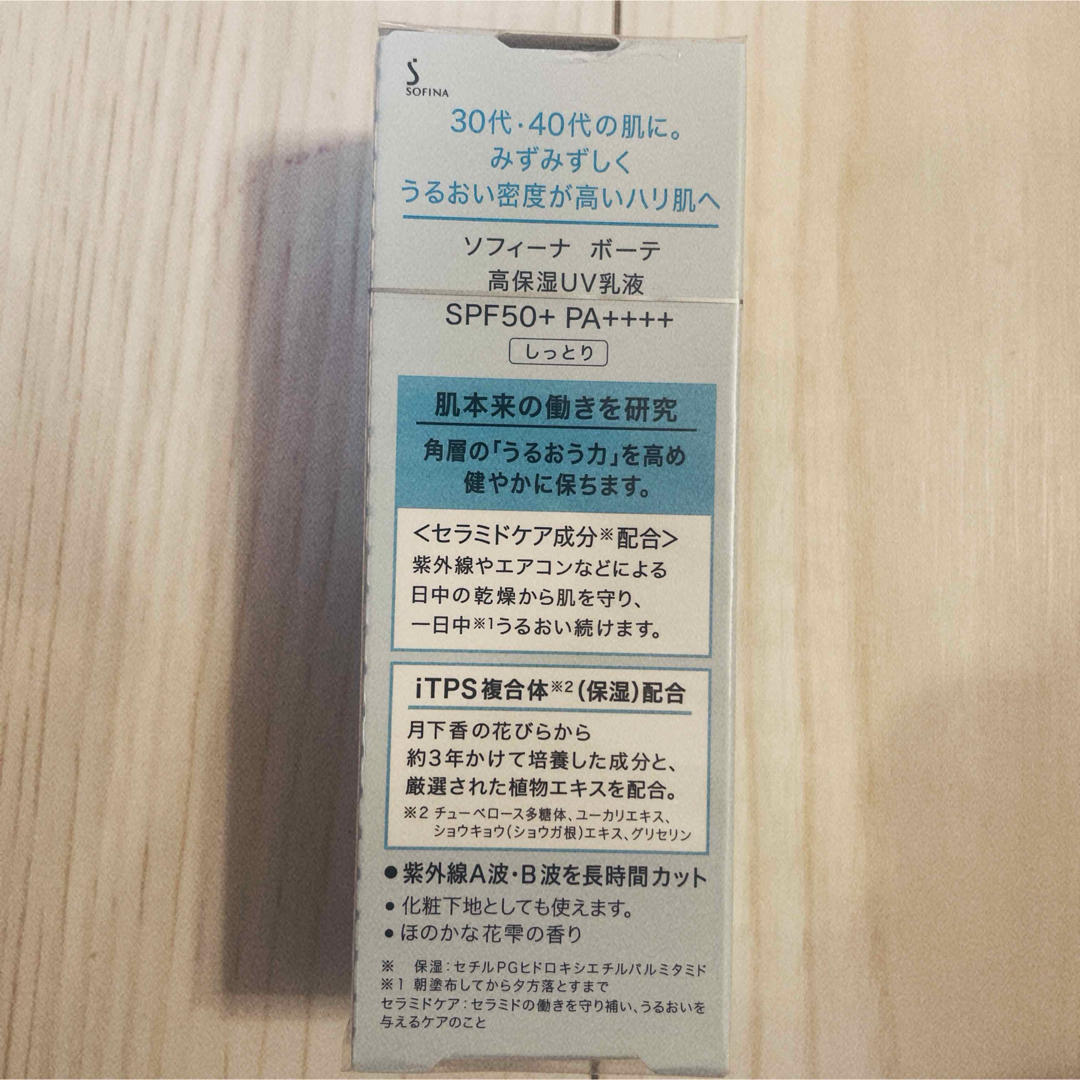 SOFINA
30代・40代の肌に。
みずみずしく
うるおい密度が高いハリ肌へ
ソフィーナ ボーテ
高保湿UV乳液
SPF50+ PA++++
しっとり
肌本来の働きを研究
角層の「うるおう力」を高め
健やかに保ちます。
<セラミドケア成分※配合>
紫外線やエアコンなどによる
日中の乾燥から肌を守り、
一日中※1うるおい続けます。
iTPS複合体※2(保湿)配合
月下香の花びらから
約3年かけて培養した成分と、
厳選された植物エキスを配合。
※2 チューベロース多糖体、ユーカリエキス、
ショウキョウ(ショウガ根)エキス、グリセリン
●紫外線A波・B波を長時間カット
●化粧下地としても使えます。
●ほのかな花雫の香り
※ 保湿:セチルPGヒドロキシエチルパルミタミド
※1 朝塗布してから夕方落とすまで
セラミドケア:セラミドの働きを守り補い、うるおいを
与えるケアのこと